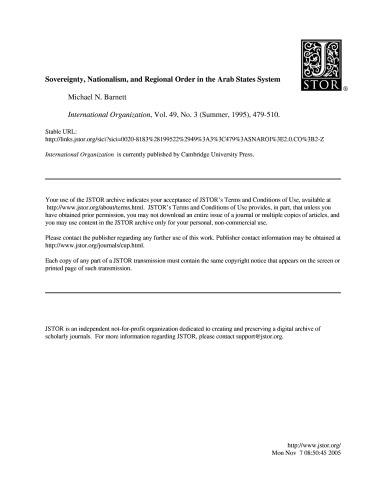 JSTOR
®
Sovereignty, Nationalism, and Regional Order in the Arab States System
Michael N. Barnett
International Organization, Vol. 49, No. 3 (Summer, 1995), 479-510.
Stable URL:
http://links.jstor.org/sici?sici=0020-8183%28199522%2949%3A3%3C479%3ASNAROI%3E2.0.CO%3B2-Z
International Organization is currently published by Cambridge University Press.
Your use of the JSTOR archive indicates your acceptance of JSTOR's Terms and Conditions of Use, available at
http://www.jstor.org/about/terms.html. JSTOR's Terms and Conditions of Use provides, in part, that unless you
have obtained prior permission, you may not download an entire issue of a journal or multiple copies of articles, and
you may use content in the JSTOR archive only for your personal, non-commercial use.
Please contact the publisher regarding any further use of this work. Publisher contact information may be obtained at
http://www.jstor.org/journals/cup.html.
Each copy of any part of a JSTOR transmission must contain the same copyright notice that appears on the screen or
printed page of such transmission.
JSTOR is an independent not-for-profit organization dedicated to creating and preserving a digital archive of
scholarly journals. For more information regarding JSTOR, please contact support@jstor.org.
http://www.jstor.org/
Mon Nov 7 08:50:45 2005